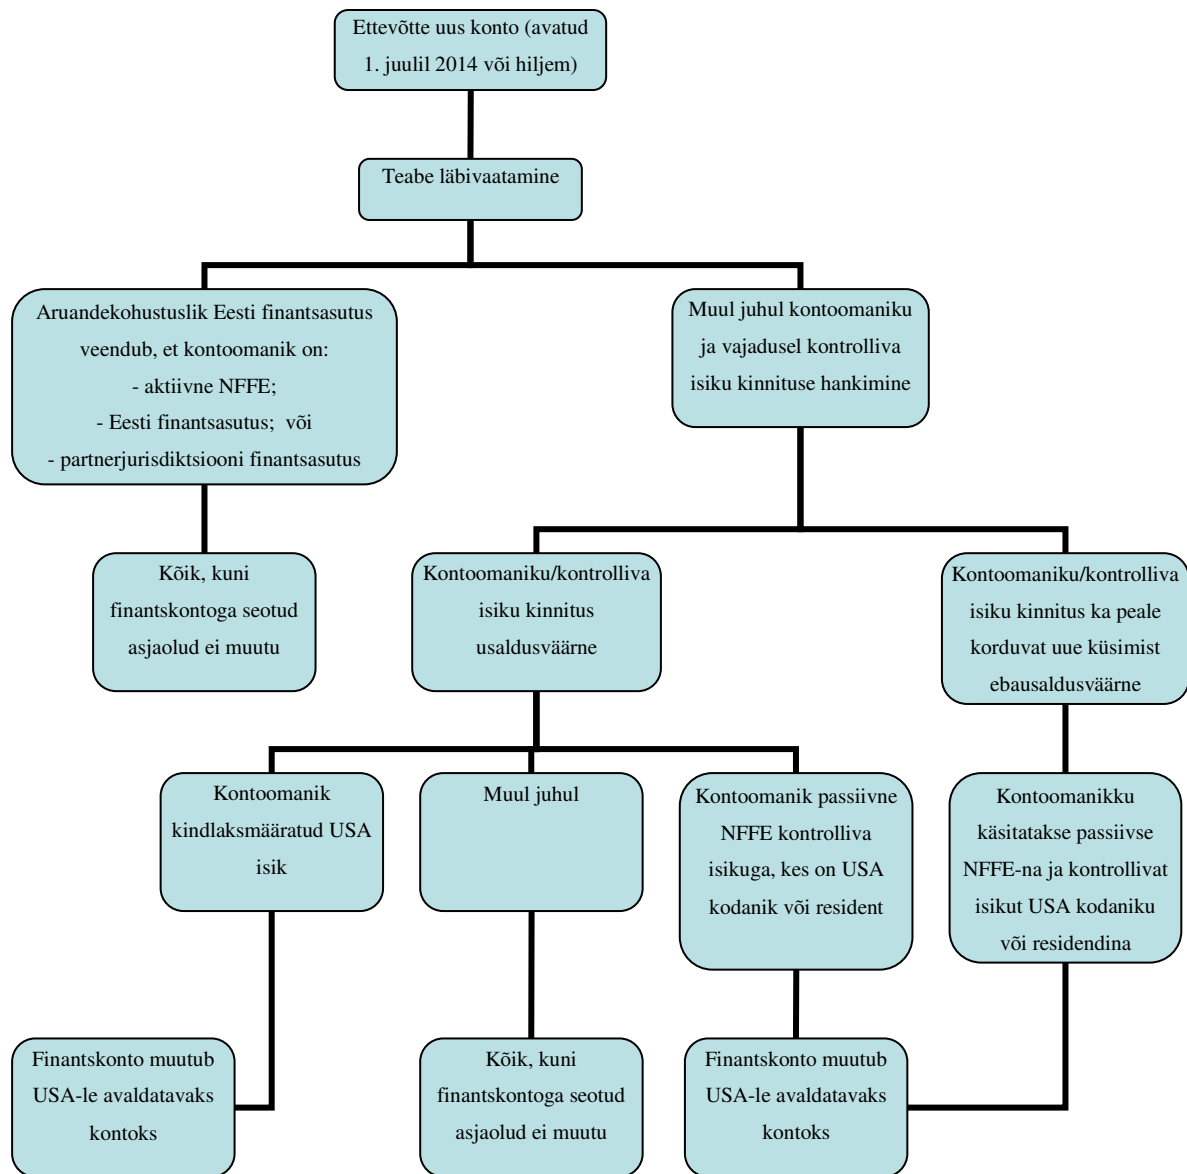 Ettevõtte uus konto (avatud
1. juulil 2014 või hiljem)
Teabe läbivaatamine
Aruandekohustuslik Eesti finantsasutus
veendub, et kontoomanik on:
- aktiivne NFFE;
- Eesti finantsasutus;  või
- partnerjurisdiktsiooni finantsasutus
Muul juhul kontoomaniku
ja vajadusel kontrolliva
isiku kinnituse hankimine
Kõik, kuni
finantskontoga seotud
asjaolud ei muutu
Kontoomaniku/kontrolliva
isiku kinnitus
usaldusväärne
Kontoomaniku/kontrolliva
isiku kinnitus ka peale
korduvat uue küsimist
ebausaldusväärne
Kontoomanik
kindlaksmääratud USA
isik
Muul juhul
Kontoomanik passiivne
NFFE kontrolliva
isikuga, kes on USA
kodanik või resident
Kontoomanikku
käsitatakse passiivse
NFFE-na ja kontrollivat
isikut USA kodaniku
või residendina
Finantskonto muutub
USA-le avaldatavaks
kontoks
Kõik, kuni
finantskontoga seotud
asjaolud ei muutu
Finantskonto muutub
USA-le avaldatavaks
kontoks